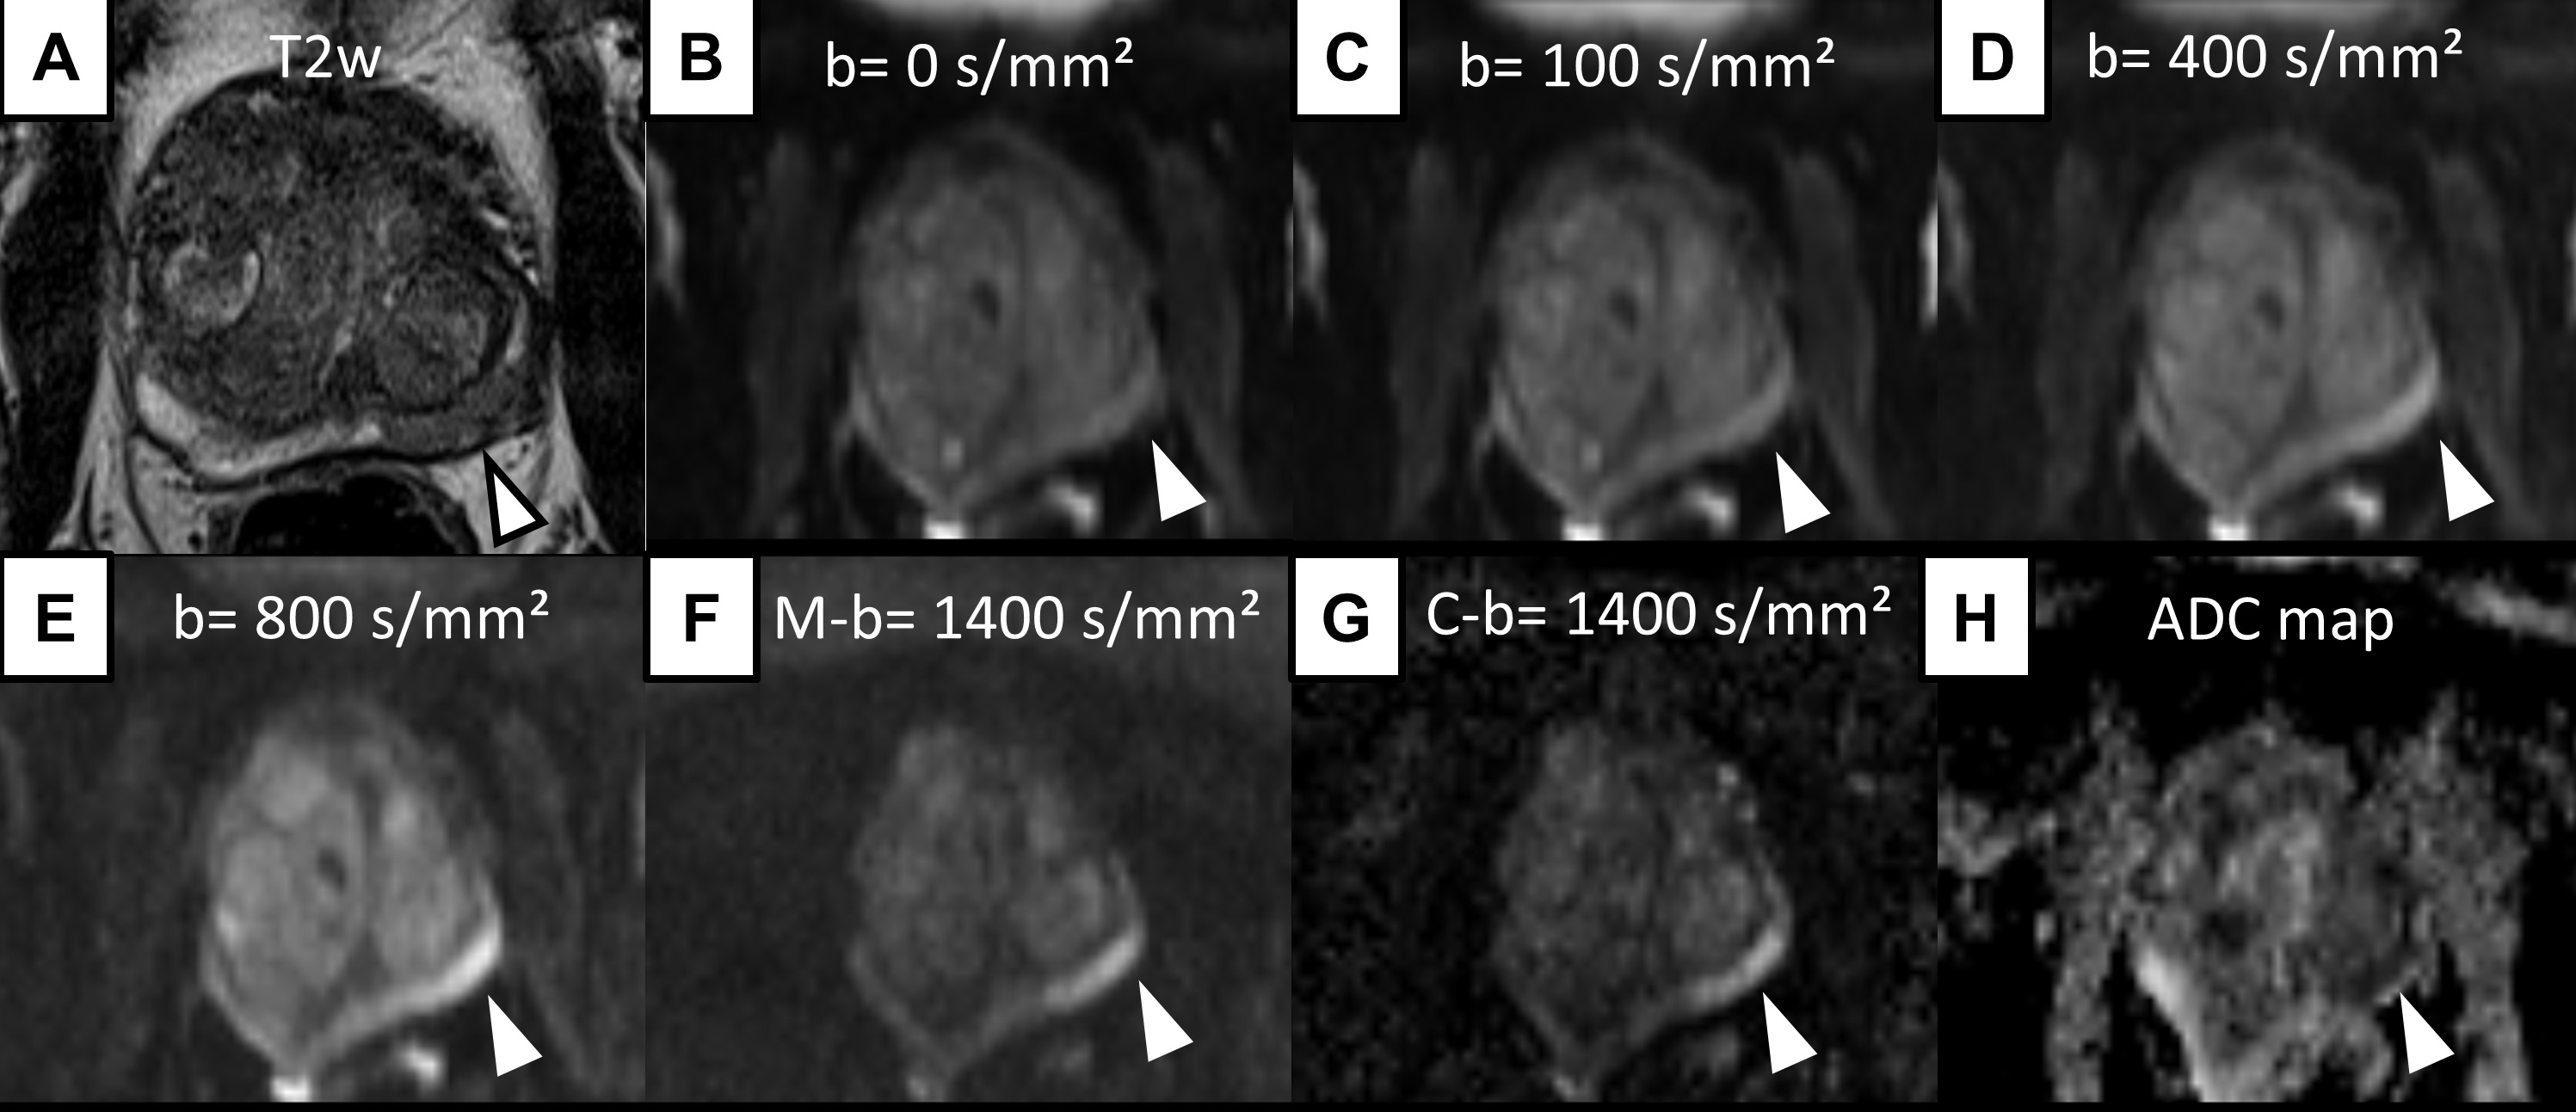 A
T2w
B
b= 0 s/mm²
C
b= 100 s/mm²
D
b= 400 s/mm²
E
b= 800 s/mm²
F
M-b= 1400 s/mm²
G
C-b= 1400 s/mm²
H
ADC map